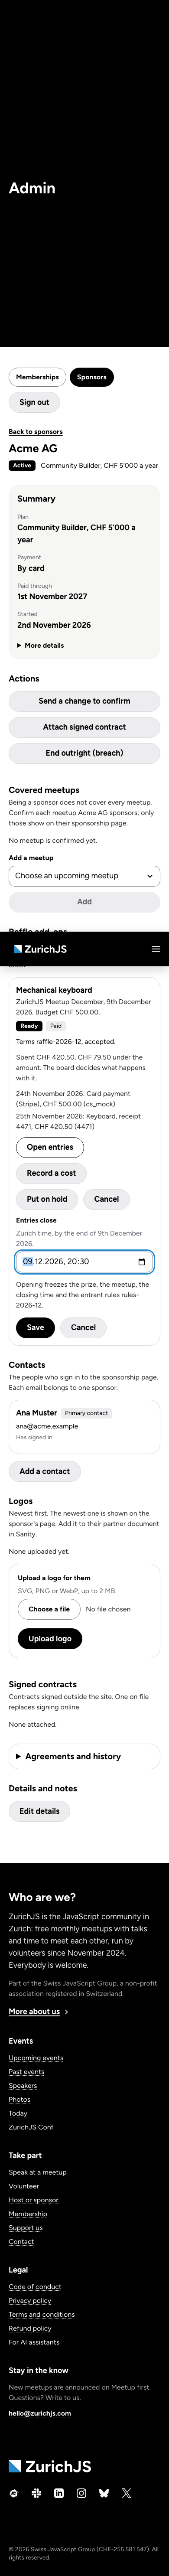 Admin
Memberships
Sponsors
Sign out
Back to sponsors
Acme AG
Active
Community Builder, CHF 5'000 a year
Summary
Plan
Community Builder, CHF 5'000 a
year
Payment
By card
Paid through
1st November 2027
Started
2nd November 2026
More details
Actions
Send a change to confirm
Attach signed contract
End outright (breach)
Covered meetups
Being a sponsor does not cover every meetup.
Confirm each meetup Acme AG sponsors; only
those show on their sponsorship page.
No meetup is confirmed yet.
Add a meetup
Choose an upcoming meetup
Add
ZurichJS
Mechanical keyboard
ZurichJS Meetup December, 9th December
2026. Budget CHF 500.00.
Ready
Paid
Terms raffle-2026-12, accepted.
Spent CHF 420.50, CHF 79.50 under the
amount. The board decides what happens
with it.
24th November 2026: Card payment
(Stripe), CHF 500.00 (cs_mock)
25th November 2026: Keyboard, receipt
4471, CHF 420.50 (4471)
Open entries
Record a cost
Put on hold
Cancel
Entries close
Zurich time, by the end of 9th December
2026.
09.12.2026, 20:30
Opening freezes the prize, the meetup, the
closing time and the entrant rules rules-
2026-12.
Save
Cancel
Contacts
The people who sign in to the sponsorship page.
Each email belongs to one sponsor.
Ana Muster
Primary contact
ana@acme.example
Has signed in
Add a contact
Logos
Newest first. The newest one is shown on the
sponsor's page. Add it to their partner document
in Sanity.
None uploaded yet.
Upload a logo for them
SVG, PNG or WebP, up to 2 MB.
Choose a file
No file chosen
Upload logo
Signed contracts
Contracts signed outside the site. One on file
replaces signing online.
None attached.
Agreements and history
Details and notes
Edit details
Who are we?
ZurichJS is the JavaScript community in
Zurich: free monthly meetups with talks
and time to meet each other, run by
volunteers since November 2024.
Everybody is welcome.
Part of the Swiss JavaScript Group, a non-profit
association registered in Switzerland.
More about us
Events
Upcoming events
Past events
Speakers
Photos
Today
ZurichJS Conf
Take part
Speak at a meetup
Volunteer
Host or sponsor
Membership
Support us
Contact
Legal
Code of conduct
Privacy policy
Terms and conditions
Refund policy
For AI assistants
Stay in the know
New meetups are announced on Meetup first.
Questions? Write to us.
hello@zurichjs.com
ZurichJS
© 2026 Swiss JavaScript Group (CHE-255.581.547). All
rights reserved.